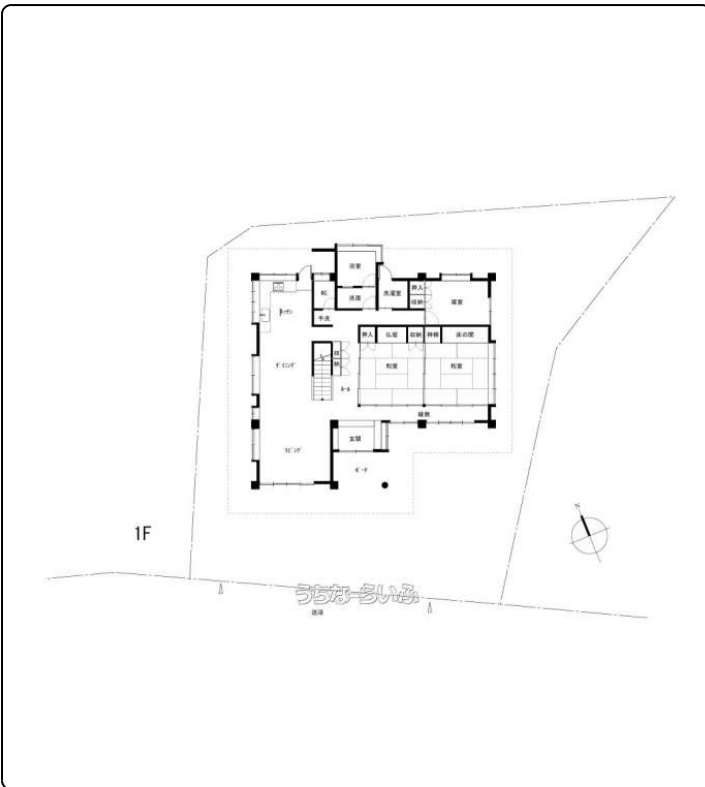 浴室
WC
洗面
洗濯室
押入
収納
寝室
キッチン
手洗
押入
仏壇
収納
神棚
床の間
収納
ダイニング
和室
和室
ホール
縁側
玄関
リビング
ポーチ
N
1F
うちなーらいふ
道路